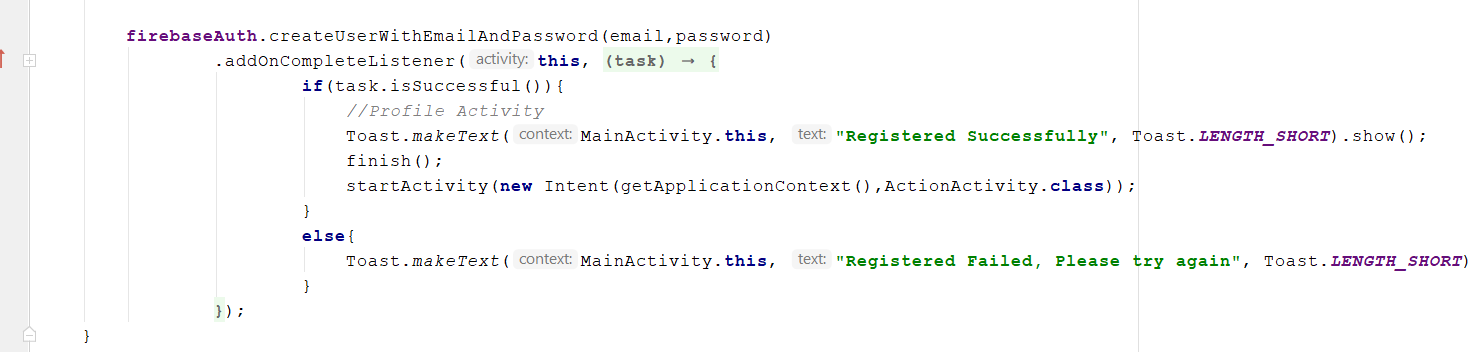 firebaseAuth.createUserWithEmailAndPassword(email,password)
.addOnCompleteListener( activity: this, (task) → {
if(task.isSuccessful()){
//Profile Activity
Toast.makeText( context: MainActivity.this, text: "Registered Successfully", Toast.LENGTH_SHORT).show();
finish();
startActivity(new Intent(getApplicationContext(),ActionActivity.class));
}
else{
Toast.makeText( context: MainActivity.this, text: "Registered Failed, Please try again", Toast.LENGTH_SHORT)
}
});
}